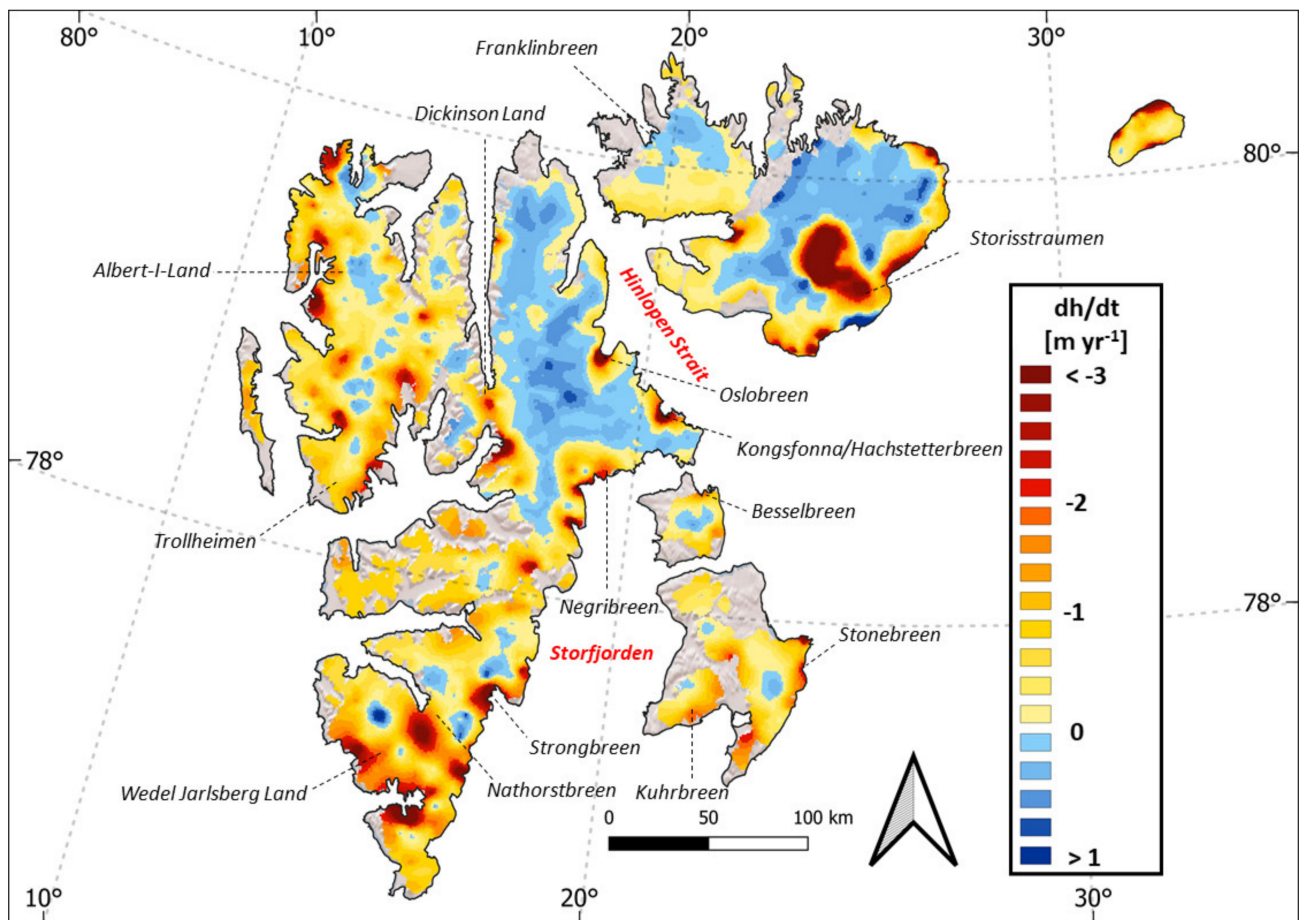 80°
10°
20°
30°
Franklinbreen
Dickinson Land
80°
Storisstraumen
Albert-I-Land
Hinlopen Strait
dh/dt
[m yr⁻¹]
< -3
-2
-1
0
> 1
Oslobreen
Kongsfonna/Hachstetterbreen
78°
Besselbreen
Trollheimen
Negribreen
78°
Stonebreen
Storfjorden
Strongbreen
Wedel Jarlsberg Land
Nathorstbreen
Kuhrbreen
0 50 100 km
10°
20°
30°